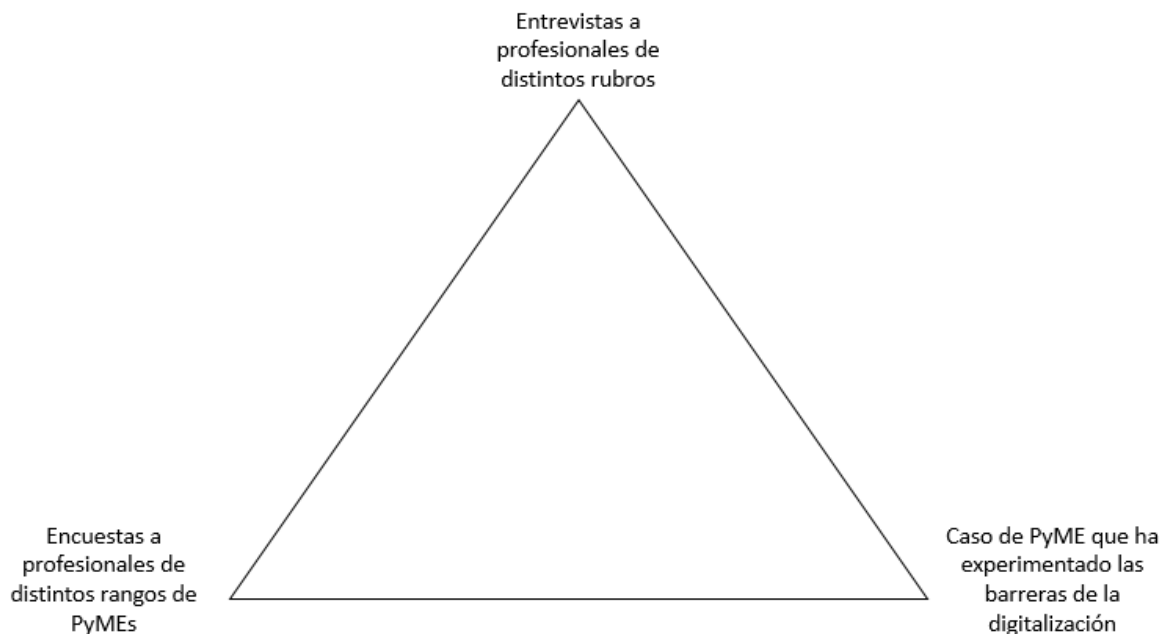 Entrevistas a
profesionales de
distintos rubros
Encuestas a
profesionales de
distintos rangos de
PyMEs
Caso de PyME que ha
experimentado las
barreras de la
digitalización